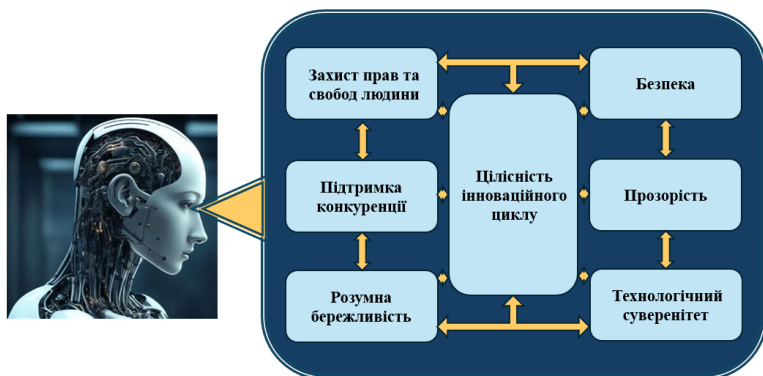 Захист прав та
свобод людини
Безпека
Цілісність
інноваційного
циклу
Підтримка
конкуренції
Прозорість
Розумна
бережливість
Технологічний
суверенітет